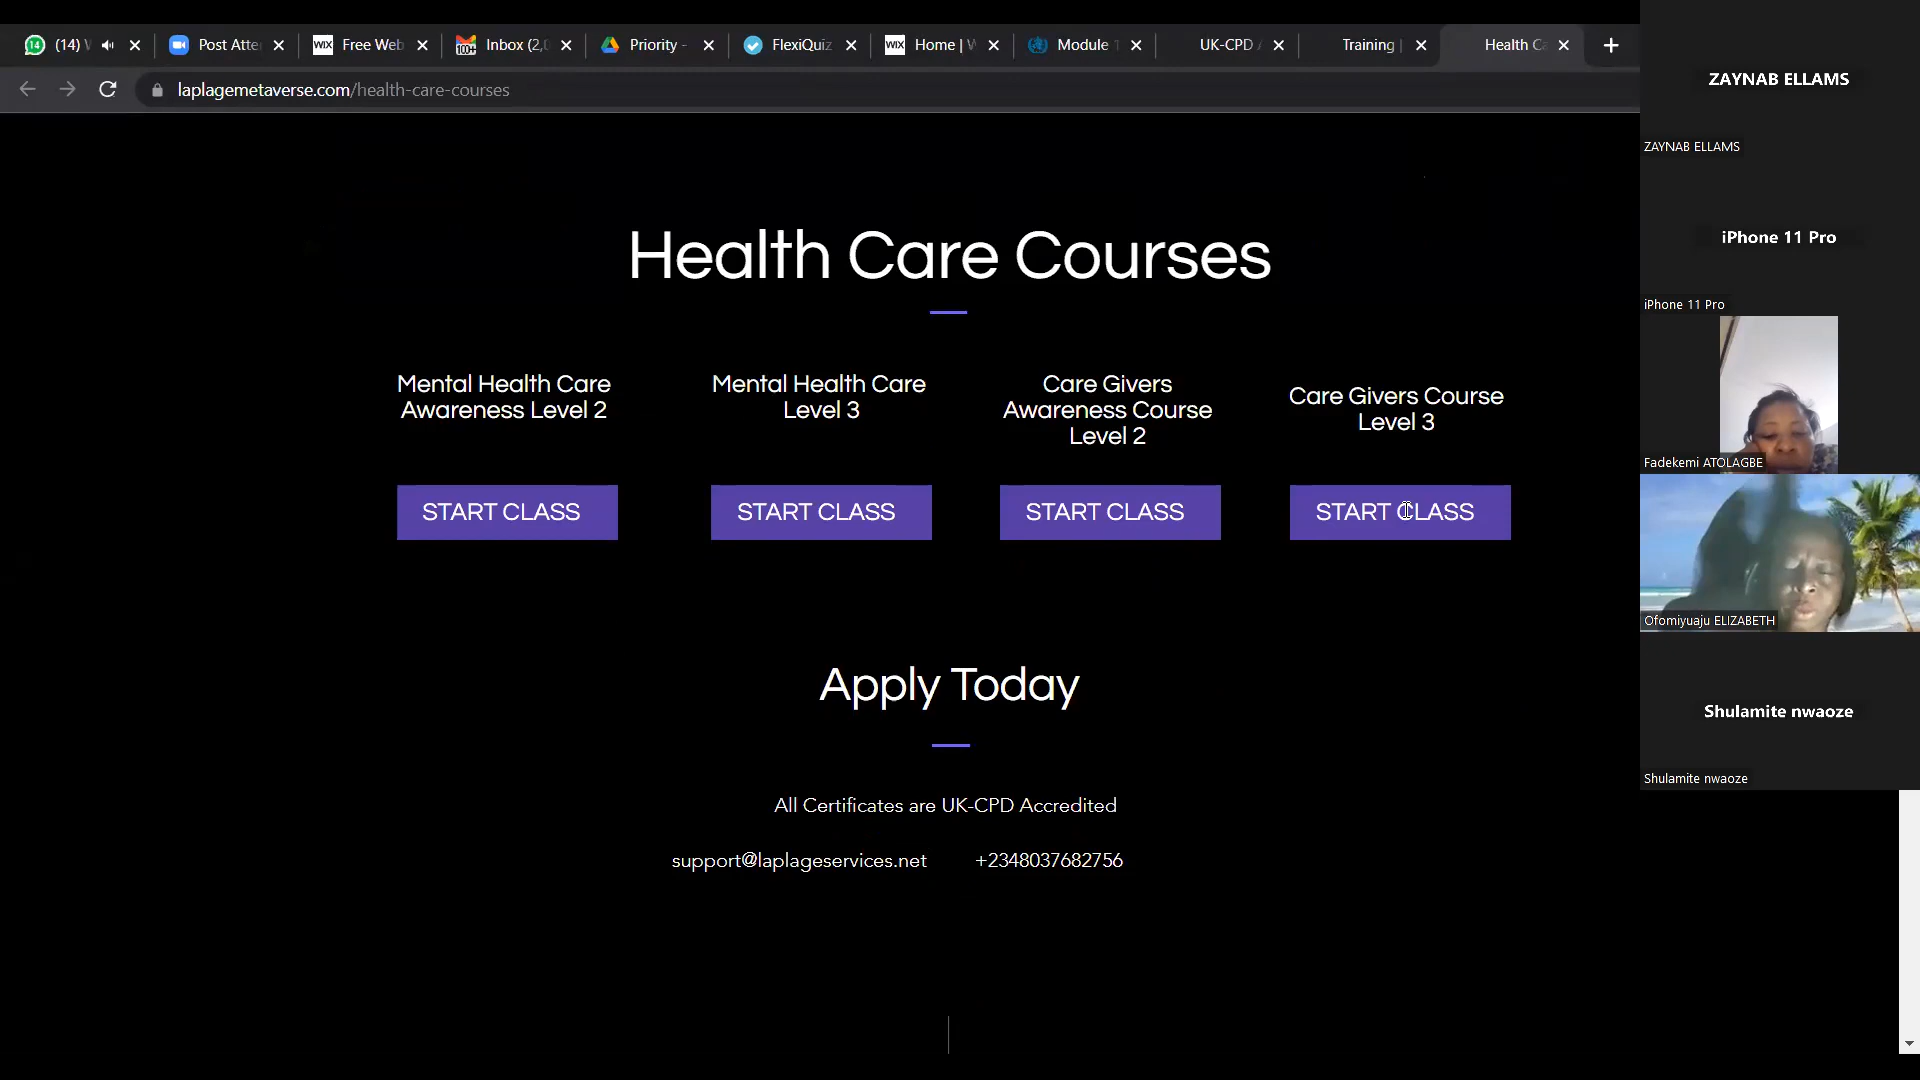 (14) W
Post Atte
Free Web
Inbox (2,
Priority -
FlexiQuiz
Home | W
Module
UK-CPD
Training |
Health Ca
laplagemetaverse.com/health-care-courses
Health Care Courses
Mental Health Care
Awareness Level 2
START CLASS
Mental Health Care
Level 3
START CLASS
Care Givers
Awareness Course
Level 2
START CLASS
Care Givers Course
Level 3
START CLASS
Apply Today
All Certificates are UK-CPD Accredited
support@laplageservices.net +2348037682756
ZAYNAB ELLAMS
ZAYNAB ELLAMS
iPhone 11 Pro
iPhone 11 Pro
Fadekemi ATOLAGBE
Ofomiyuaju ELIZABETH
Shulamite nwaoze
Shulamite nwaoze